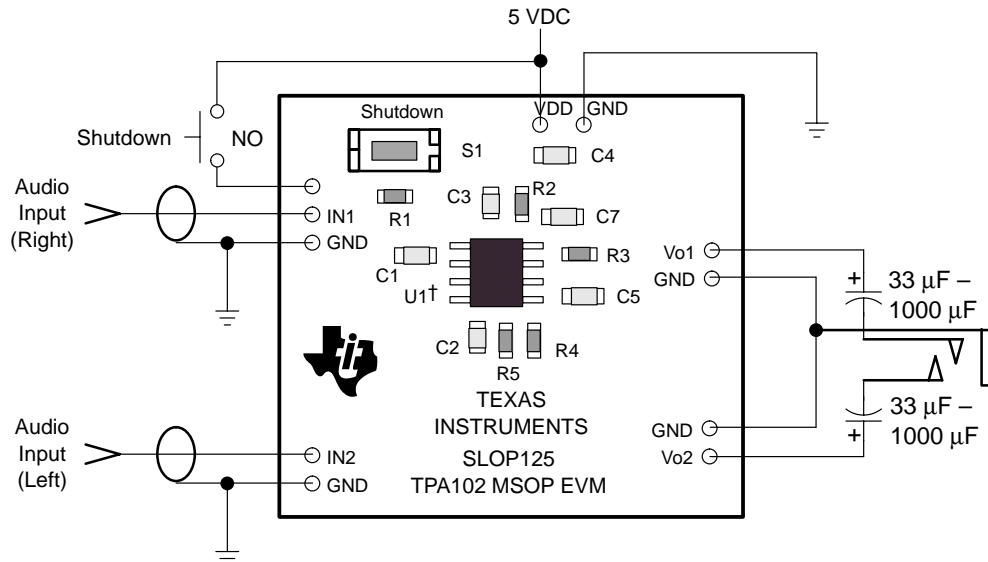 5 VDC
VDD
GND
Shutdown
NO
Shutdown
S1
C4
Audio
Input
(Right)
IN1
GND
R1
C3
R2
C7
C1
U1†
R3
C5
Vo1
GND
+
33 µF –
1000 µF
C2
R5
R4
TEXAS
INSTRUMENTS
SLOP125
TPA102 MSOP EVM
Audio
Input
(Left)
IN2
GND
GND
Vo2
+
33 µF –
1000 µF